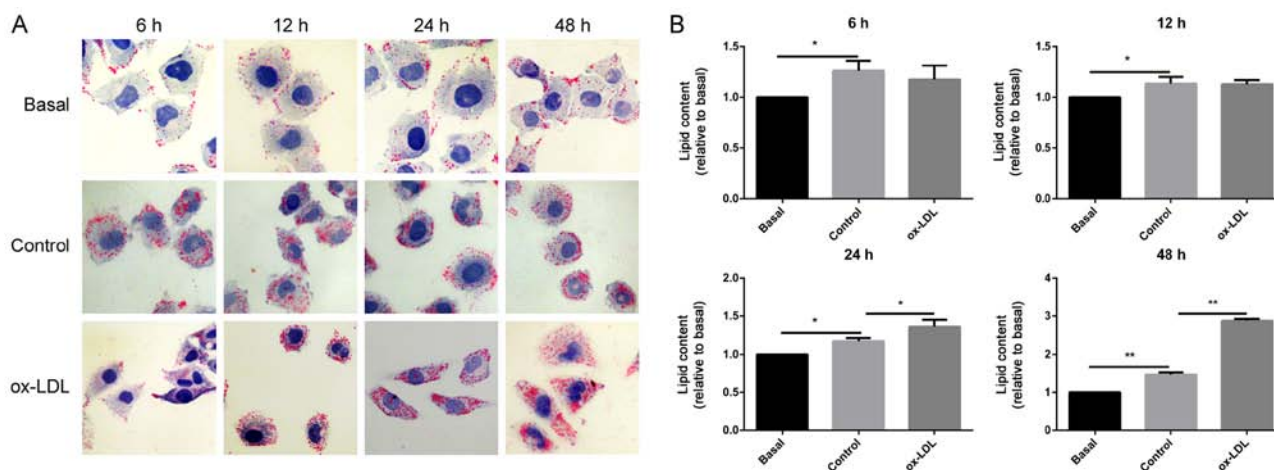 A
6 h 12 h 24 h 48 h
Basal
Control
ox-LDL
B
6 h
Lipid content
(relative to basal)
1.5
1.0
0.5
0.0
*
Basal
Control
ox-LDL
12 h
Lipid content
(relative to basal)
1.5
1.0
0.5
0.0
*
Basal
Control
ox-LDL
24 h
Lipid content
(relative to basal)
2.0
1.5
1.0
0.5
0.0
*
*
Basal
Control
ox-LDL
48 h
Lipid content
(relative to basal)
4
3
2
1
0
**
**
Basal
Control
ox-LDL